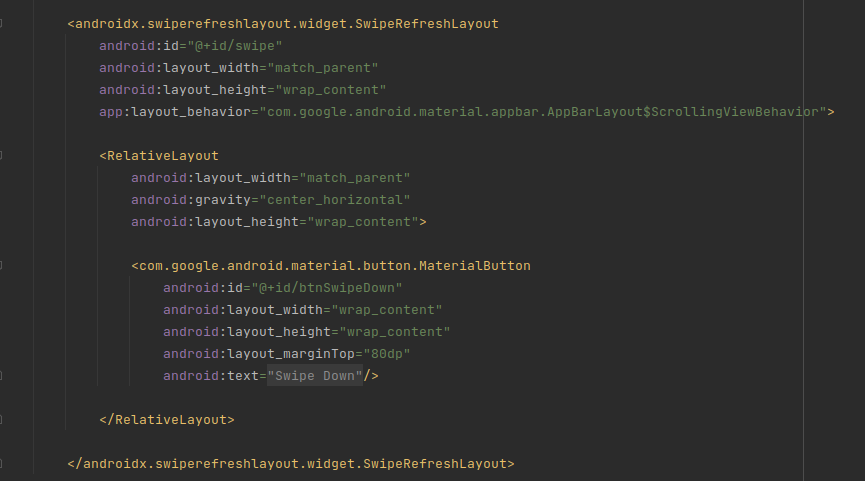 <androidx.swiperefreshlayout.widget.SwipeRefreshLayout
    android:id="@+id/swipe"
    android:layout_width="match_parent"
    android:layout_height="wrap_content"
    app:layout_behavior="com.google.android.material.appbar.AppBarLayout$ScrollingViewBehavior">
    <RelativeLayout
        android:layout_width="match_parent"
        android:gravity="center_horizontal"
        android:layout_height="wrap_content">
        <com.google.android.material.button.MaterialButton
            android:id="@+id/btnSwipeDown"
            android:layout_width="wrap_content"
            android:layout_height="wrap_content"
            android:layout_marginTop="80dp"
            android:text="Swipe Down"/>
    </RelativeLayout>
</androidx.swiperefreshlayout.widget.SwipeRefreshLayout>